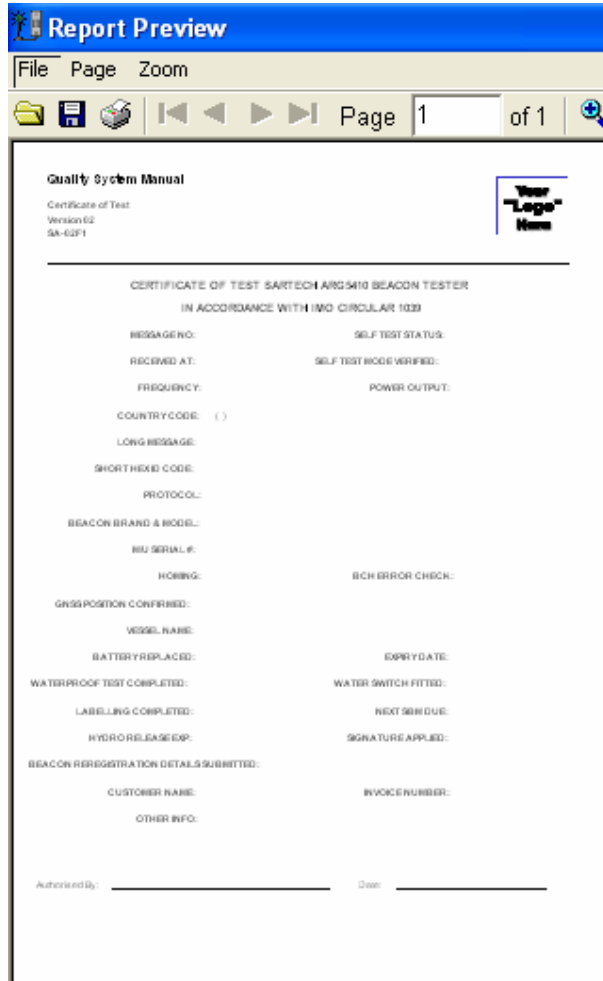 Report Preview
File Page Zoom
Page 1 of 1
Quality System Manual
Certificate of Test
Version 02
SA-02F1
Your
"Logo"
Here
CERTIFICATE OF TEST SARTECH ARG5410 BEACON TESTER
IN ACCORDANCE WITH IMO CIRCULAR 1039
MESSAGE NO: SELF TEST STATUS:
RECEIVED AT: SELF TEST MODE VERIFIED:
FREQUENCY: POWER OUTPUT:
COUNTRY CODE: ( )
LONG MESSAGE:
SHORT HEXID CODE:
PROTOCOL:
BEACON BRAND & MODEL:
SERIAL #:
HOMING: BCH ERROR CHECK:
GNSS POSITION CONFIRMED:
VESSEL NAME:
BATTERY REPLACED: EXPIRY DATE:
WATERPROOF TEST COMPLETED: WATER SWITCH FITTED:
LABELLING COMPLETED: NEXT SBM DUE:
HYDRO RELEASE EXP: SIGNATURE APPLIED:
BEACON REREGISTRATION DETAILS SUBMITTED:
CUSTOMER NAME: INVOICE NUMBER:
OTHER INFO:
Authorised By: Date: